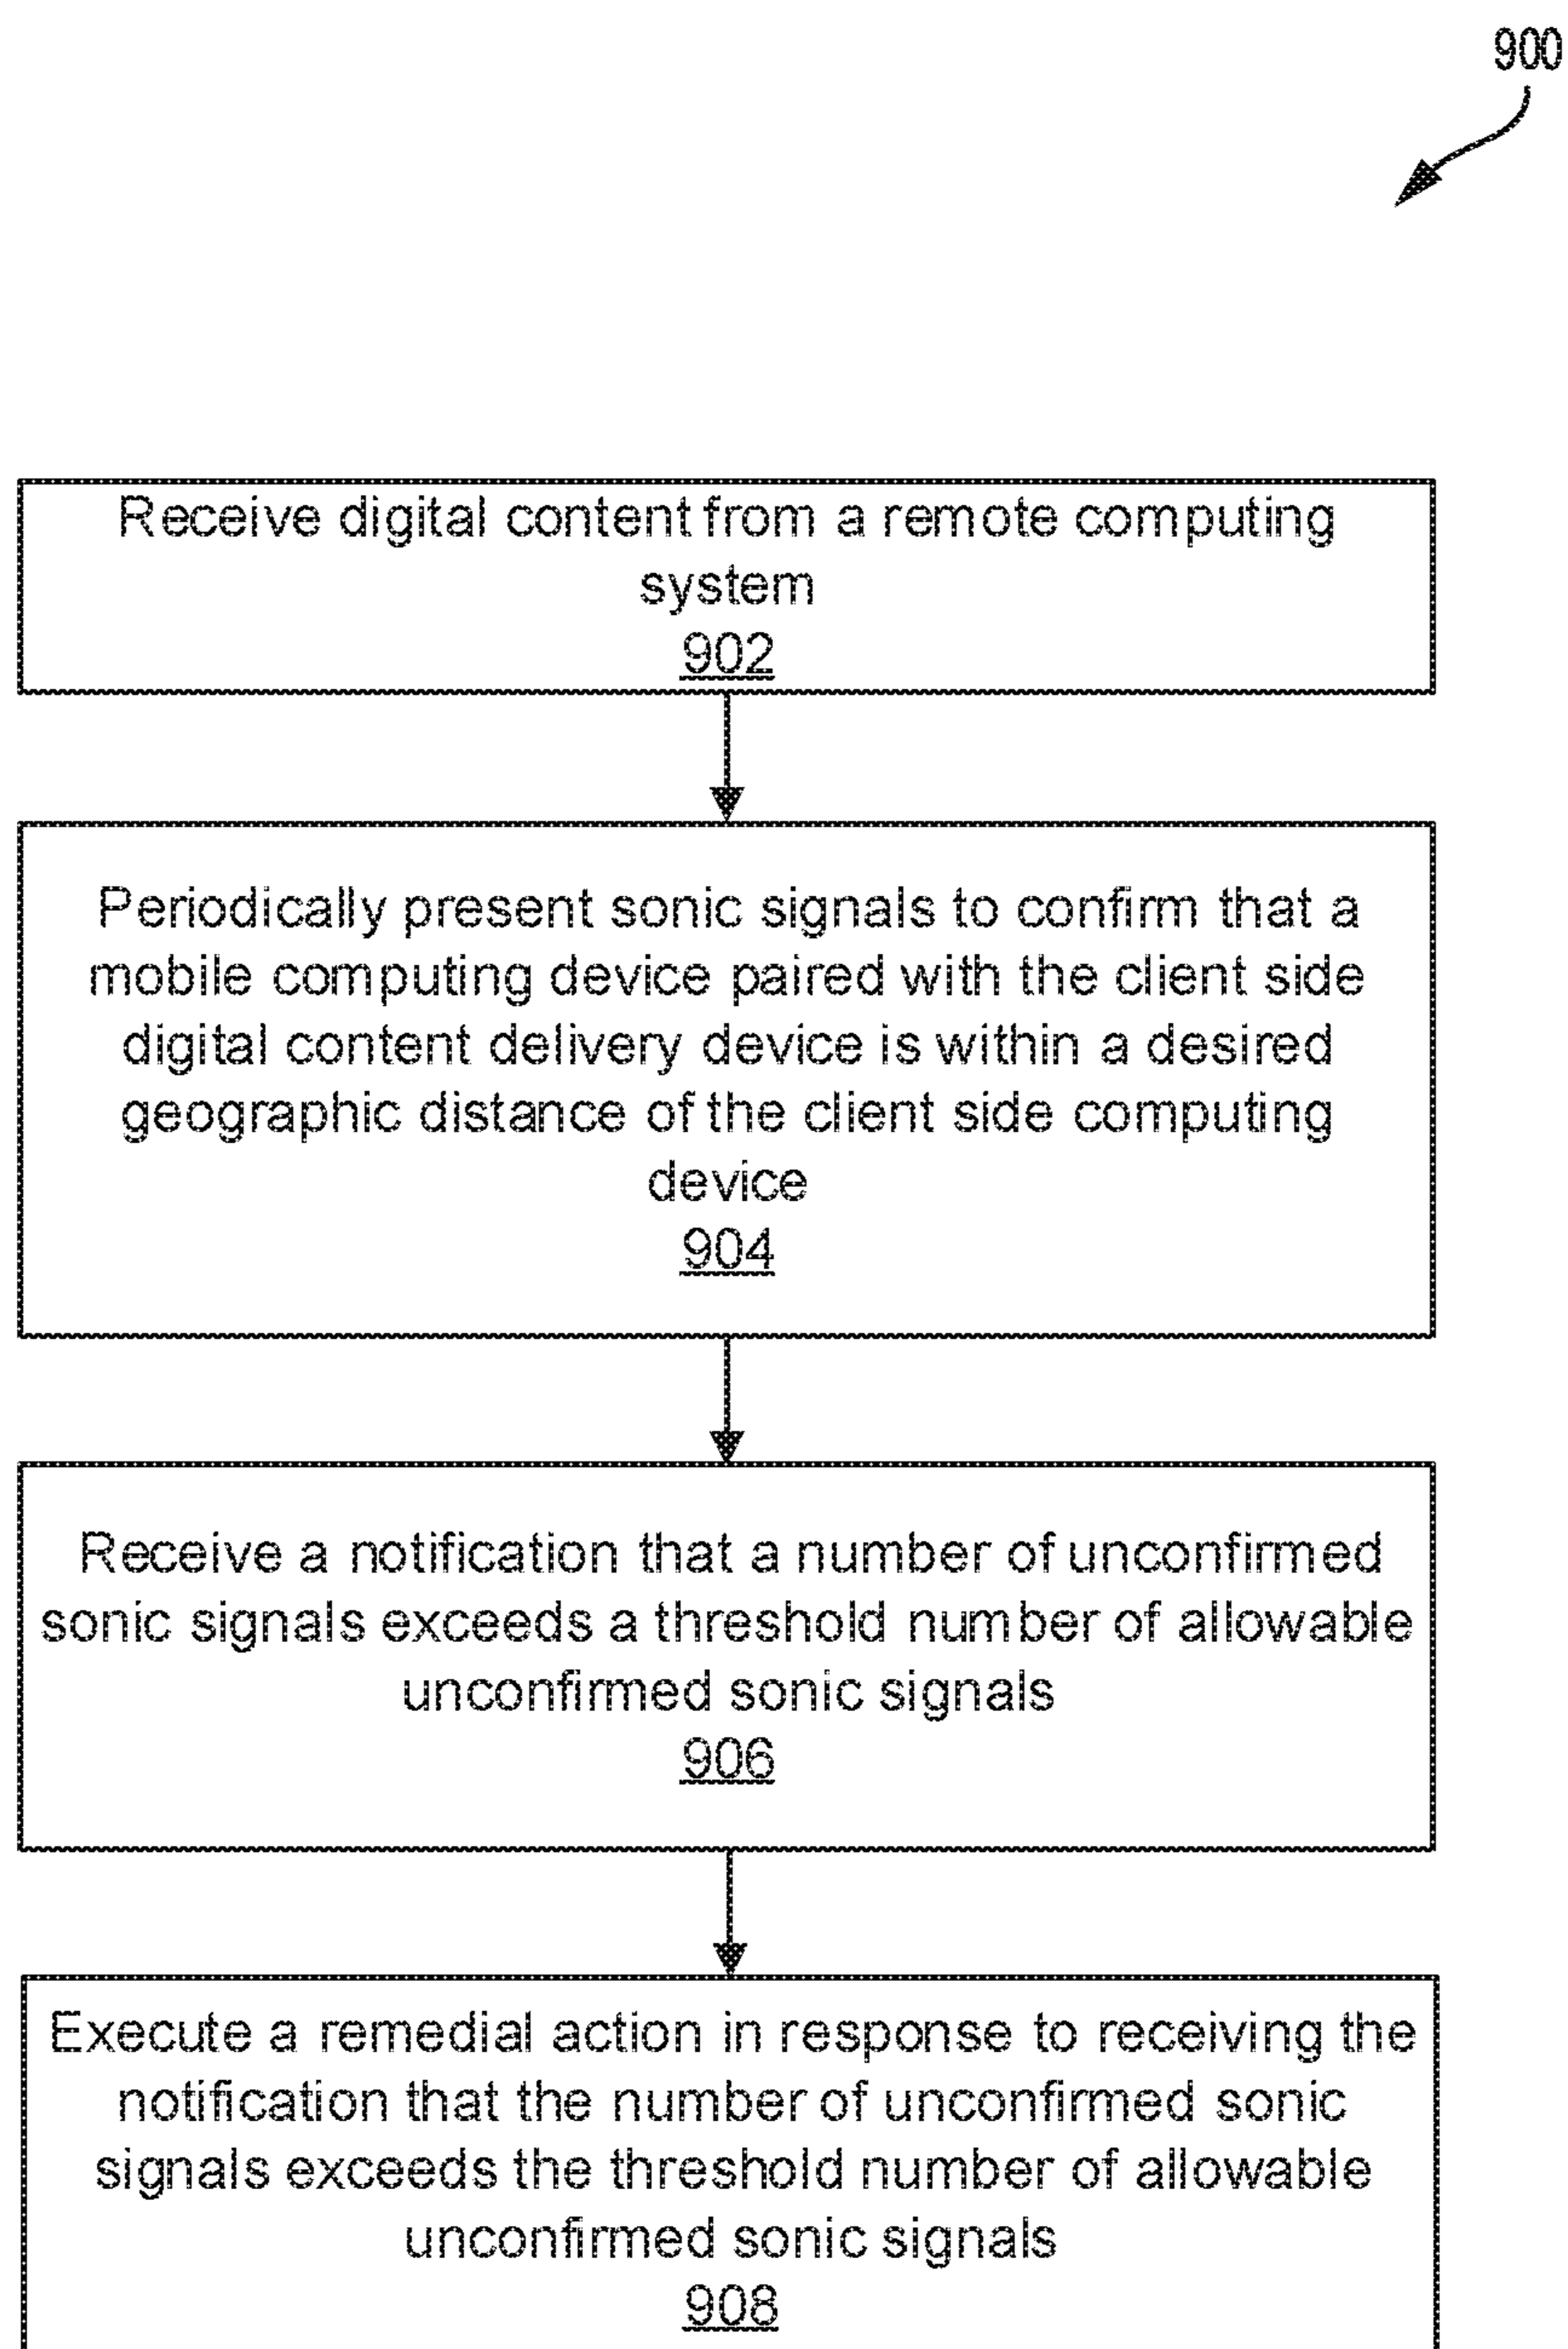 900
Receive digital content from a remote computing
system
902
Periodically present sonic signals to confirm that a
mobile computing device paired with the client side
digital content delivery device is within a desired
geographic distance of the client side computing
device
904
Receive a notification that a number of unconfirmed
sonic signals exceeds a threshold number of allowable
unconfirmed sonic signals
906
Execute a remedial action in response to receiving the
notification that the number of unconfirmed sonic
signals exceeds the threshold number of allowable
unconfirmed sonic signals
908